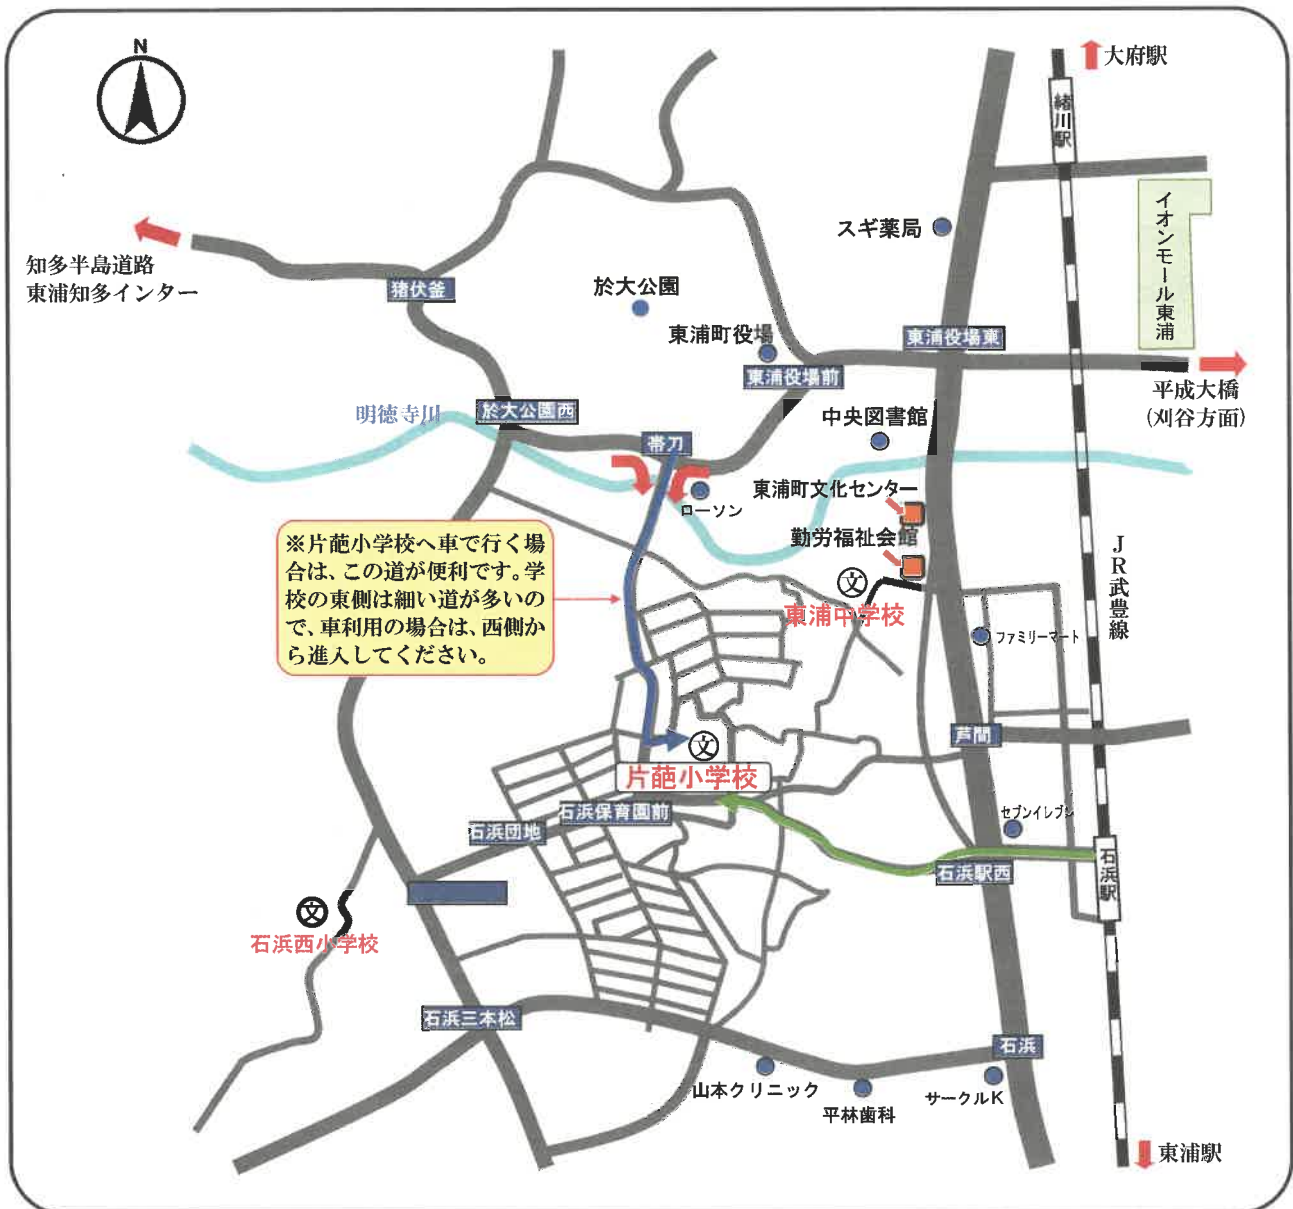 N
大府駅
緒川駅
イオンモール東浦
スギ薬局
知多半島道路
東浦知多インター
猪伏釜
於大公園
東浦町役場
東浦役場東
東浦役場前
平成大橋
(刈谷方面)
明徳寺川
於大公園西
中央図書館
帯刀
ローソン
東浦町文化センター
勤労福祉会館
※片葩小学校へ車で行く場
合は、この道が便利です。学
校の東側は細い道が多いの
で、車利用の場合は、西側か
ら進入してください。
JR武豊線
文
東浦中学校
ファミリーマート
芦間
文
片葩小学校
石浜保育園前
石浜団地
セブンイレブン
石浜駅西
石浜駅
文
石浜西小学校
石浜三本松
石浜
山本クリニック
平林歯科
サークルK
東浦駅